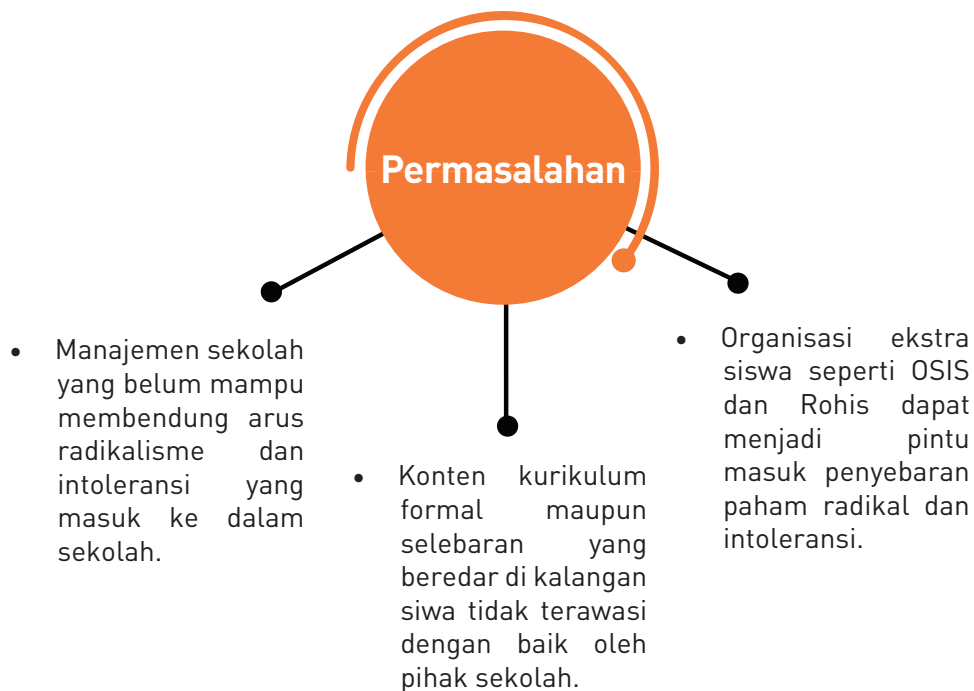 Permasalahan
• Manajemen sekolah
yang belum mampu
membendung arus
radikalisme dan
intoleransi yang
masuk ke dalam
sekolah.
• Konten kurikulum
formal maupun
selebaran yang
beredar di kalangan
siwa tidak terawasi
dengan baik oleh
pihak sekolah.
• Organisasi ekstra
siswa seperti OSIS
dan Rohis dapat
menjadi pintu
masuk penyebaran
paham radikal dan
intoleransi.